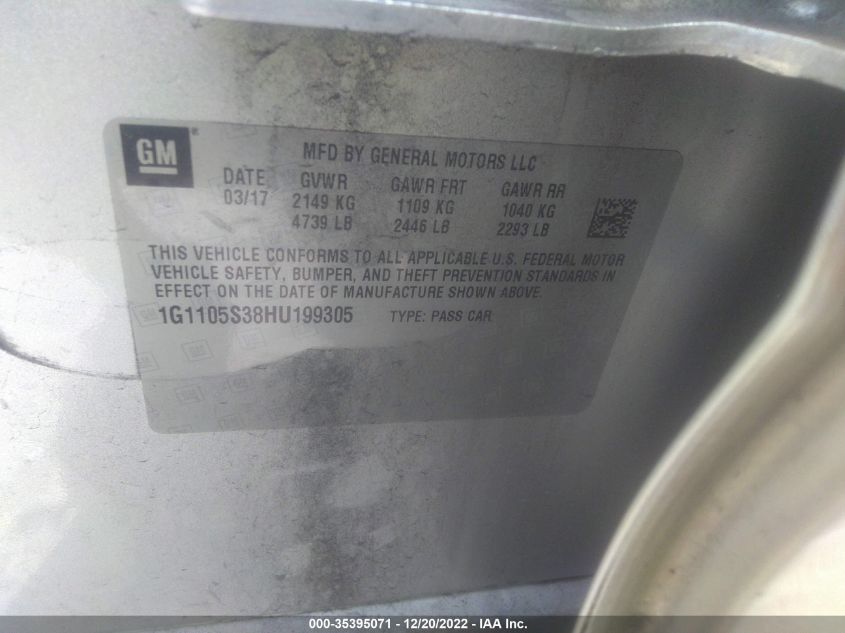 GM
MFD BY GENERAL MOTORS LLC
DATE GVWR GAWR FRT GAWR RR
03/17 2149 KG 1109 KG 1040 KG
4739 LB 2446 LB 2293 LB
THIS VEHICLE CONFORMS TO ALL APPLICABLE U.S. FEDERAL MOTOR
VEHICLE SAFETY, BUMPER, AND THEFT PREVENTION STANDARDS IN
EFFECT ON THE DATE OF MANUFACTURE SHOWN ABOVE.
1G1105S38HU199305 TYPE: PASS CAR
000-35395071 - 12/20/2022 - IAA Inc.